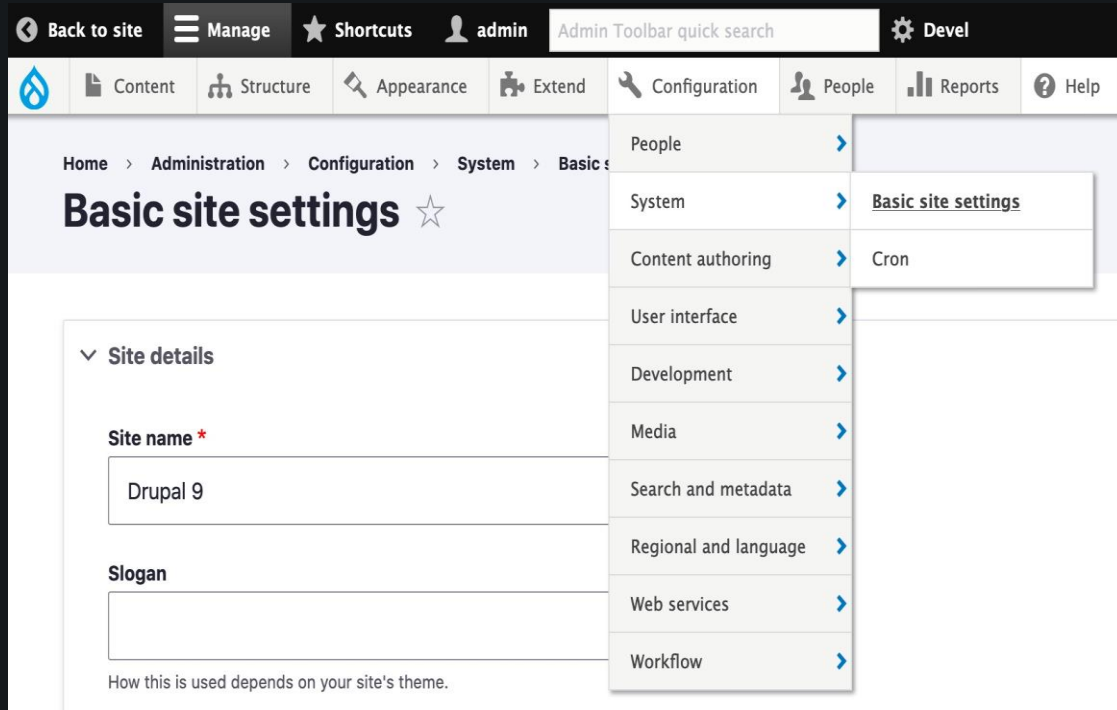 Back to site Manage Shortcuts admin Admin Toolbar quick search Devel
Content Structure Appearance Extend Configuration People Reports Help
Home > Administration > Configuration > System > Basic s
Basic site settings
People
System
Content authoring
User interface
Development
Media
Search and metadata
Regional and language
Web services
Workflow
Basic site settings
Cron
Site details
Site name *
Drupal 9
Slogan
How this is used depends on your site's theme.